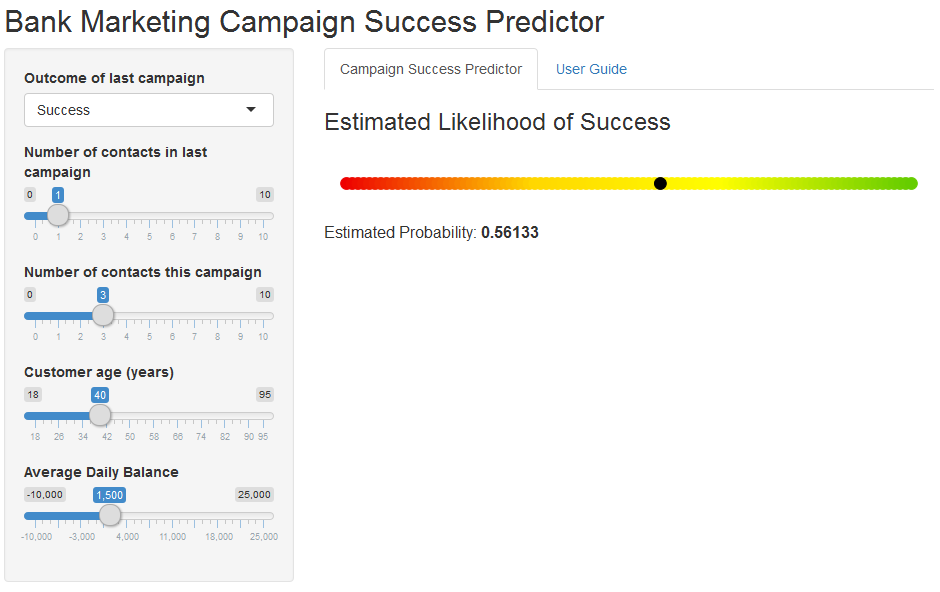 Bank Marketing Campaign Success Predictor
Outcome of last campaign
Success
Number of contacts in last
campaign
0 1 10
0 1 2 3 4 5 6 7 8 9 10
Number of contacts this campaign
0 3 10
0 1 2 3 4 5 6 7 8 9 10
Customer age (years)
18 40 95
18 26 34 42 50 58 66 74 82 90 95
Average Daily Balance
-10,000 1,500 25,000
-10,000 -3,000 4,000 11,000 18,000 25,000
Campaign Success Predictor User Guide
Estimated Likelihood of Success
Estimated Probability: 0.56133